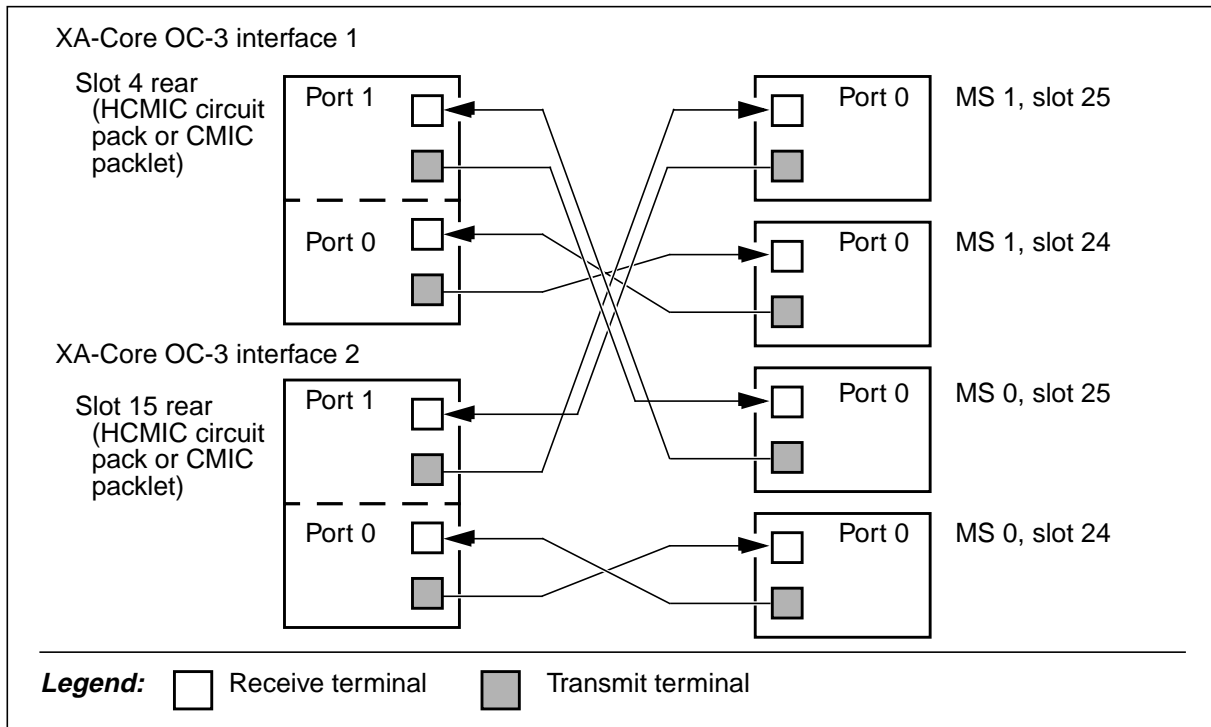 XA-Core OC-3 interface 1
Slot 4 rear
(HCMIC circuit
pack or CMIC
packlet)
Port 1
Port 0
Port 0
MS 1, slot 25
Port 0
MS 1, slot 24
XA-Core OC-3 interface 2
Slot 15 rear
(HCMIC circuit
pack or CMIC
packlet)
Port 1
Port 0
Port 0
MS 0, slot 25
Port 0
MS 0, slot 24
Legend:
Receive terminal
Transmit terminal